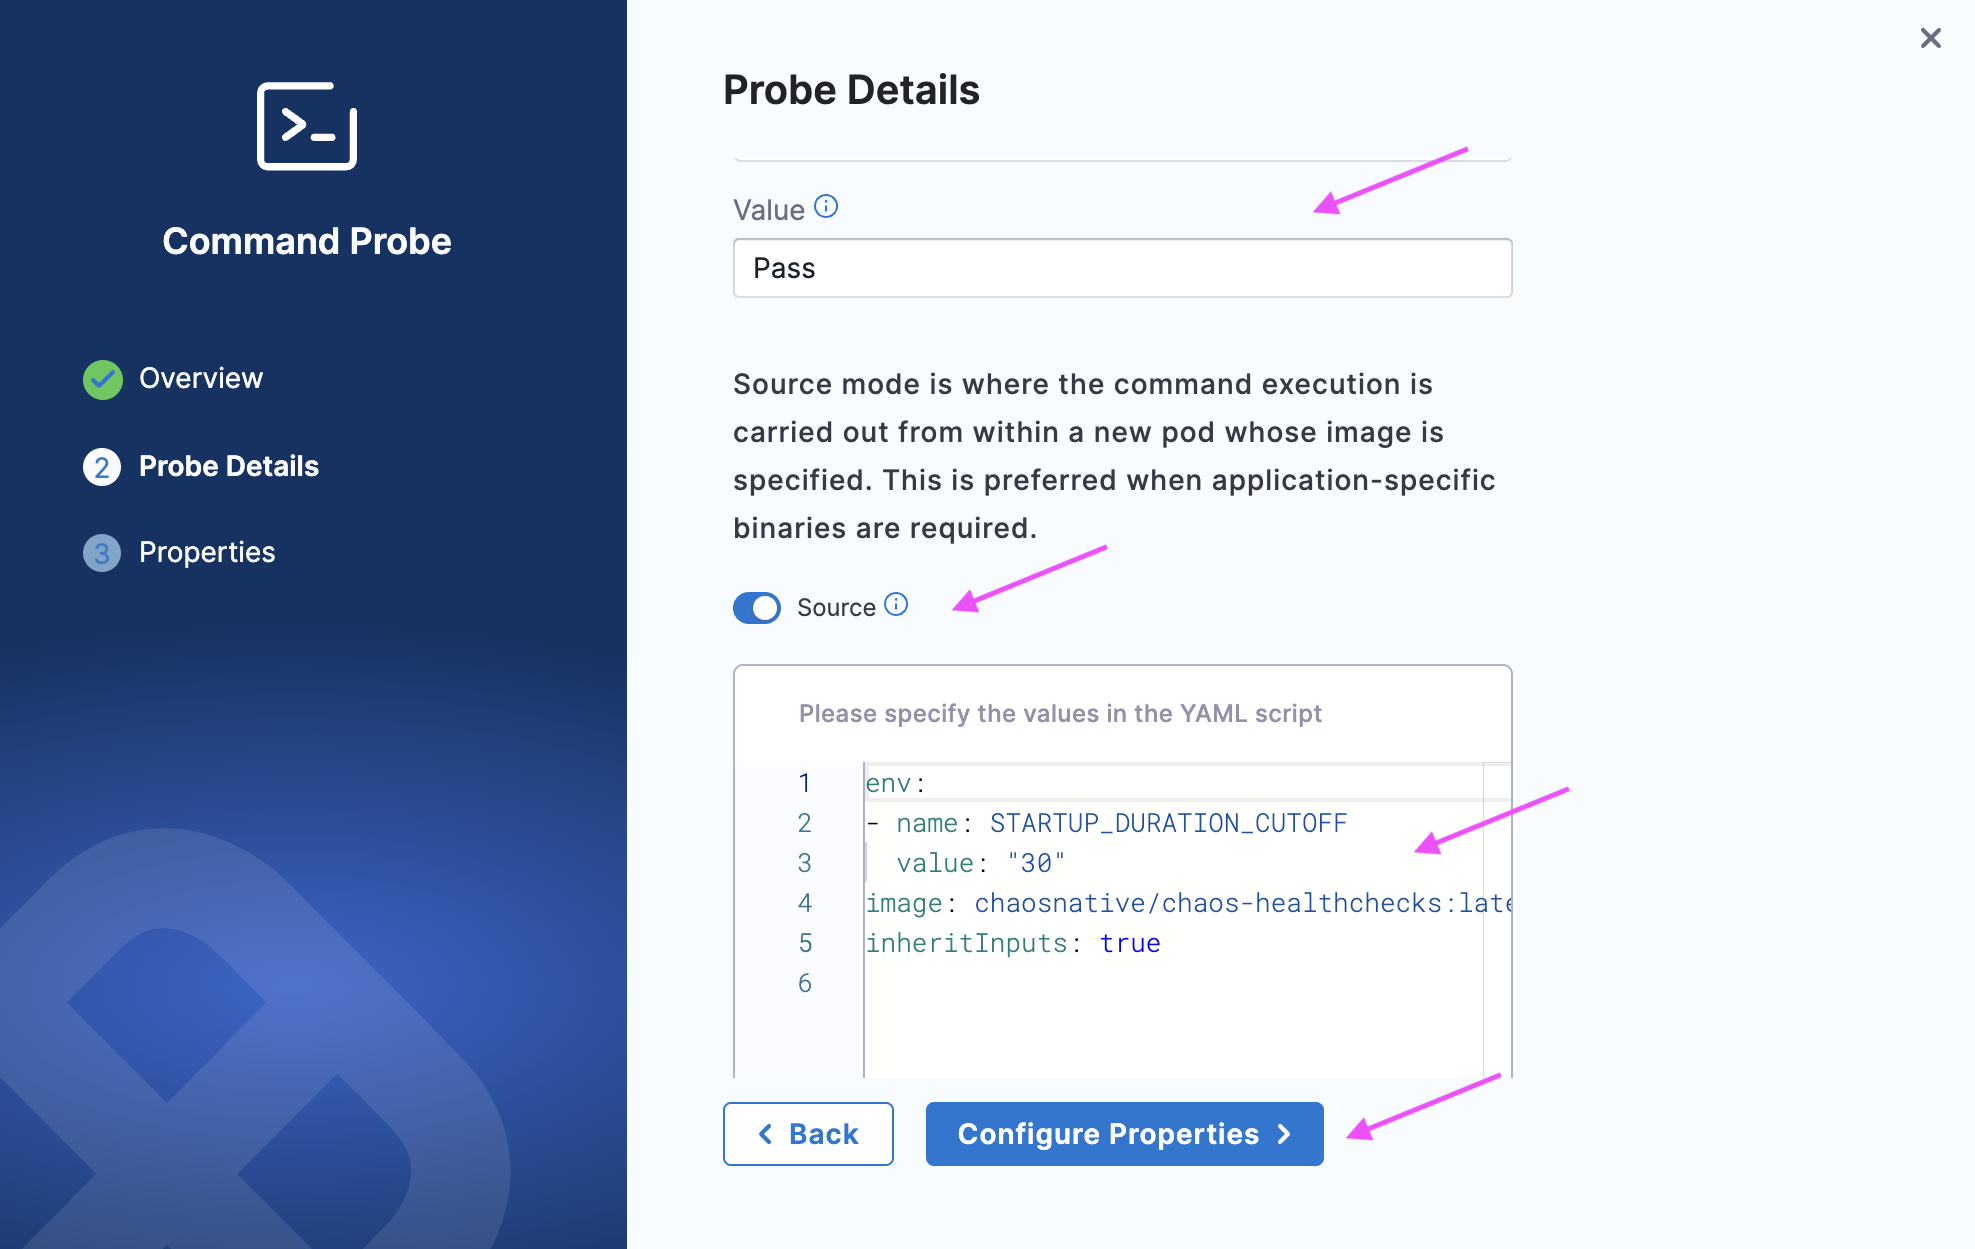 Command Probe
Overview
2 Probe Details
3 Properties
Probe Details
Value
Pass
Source mode is where the command execution is
carried out from within a new pod whose image is
specified. This is preferred when application-specific
binaries are required.
Source
Please specify the values in the YAML script
1 env:
2 - name: STARTUP_DURATION_CUTOFF
3 value: "30"
4 image: chaosnative/chaos-healthchecks:late
5 inheritInputs: true
6
Back
Configure Properties